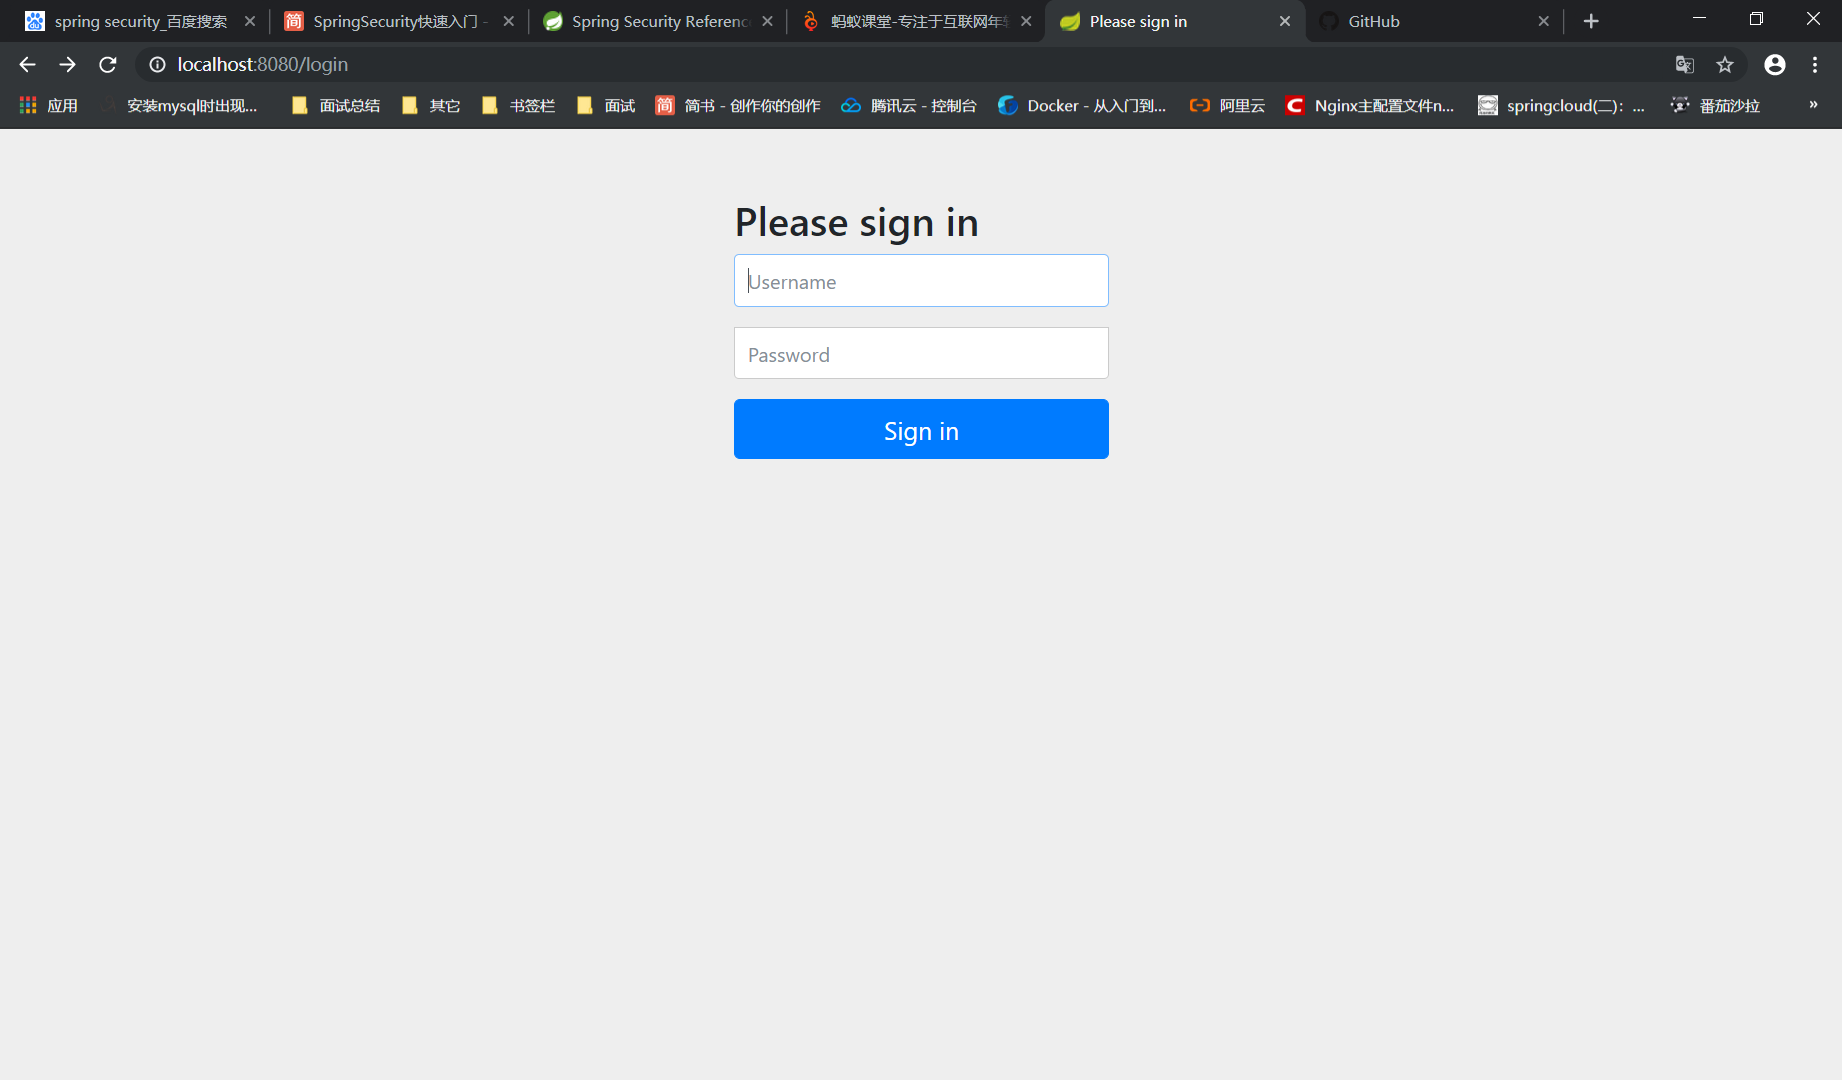 spring security_百度搜索
SpringSecurity快速入门 -
Spring Security Referenc
蚂蚁课堂-专注于互联网年
Please sign in
GitHub
localhost:8080/login
应用
安装mysql时出现...
面试总结
其它
书签栏
面试
简 简书 - 创作你的创作
腾讯云 - 控制台
Docker - 从入门到...
阿里云
C Nginx主配置文件n...
springcloud(二): ...
番茄沙拉
»
Please sign in
Username
Password
Sign in